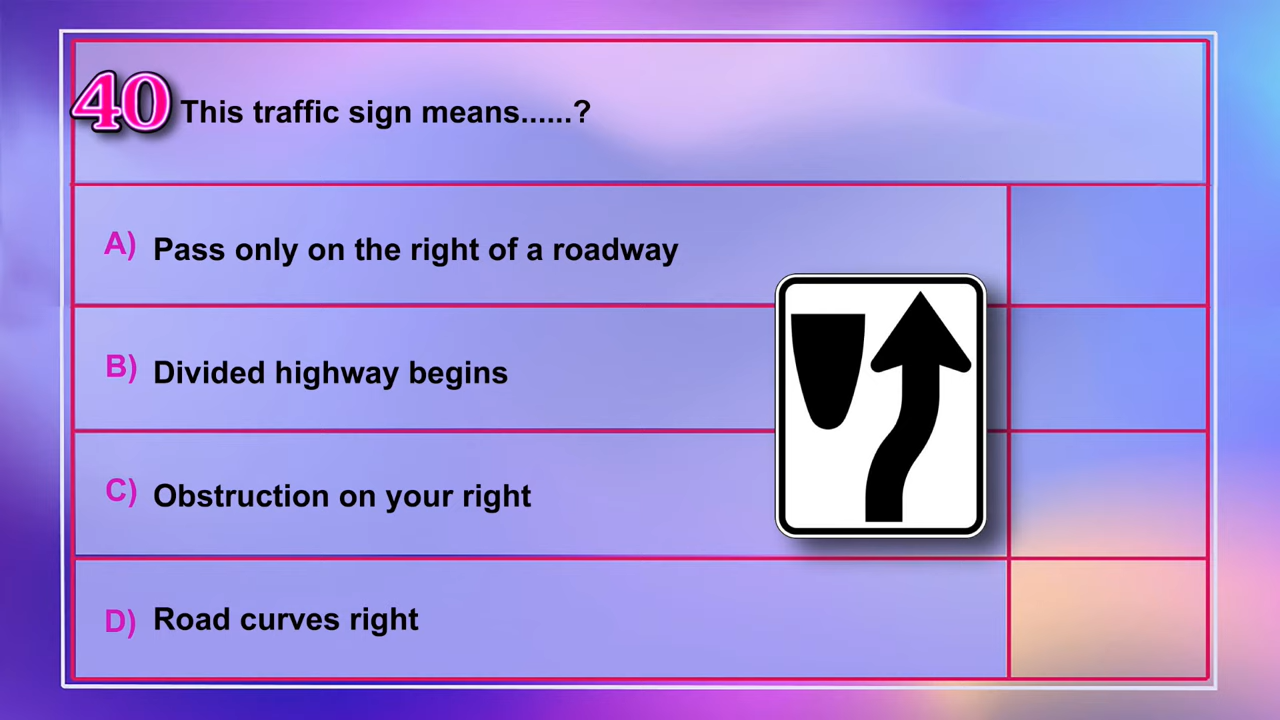 40 This traffic sign means......?
A) Pass only on the right of a roadway
B) Divided highway begins
C) Obstruction on your right
D) Road curves right